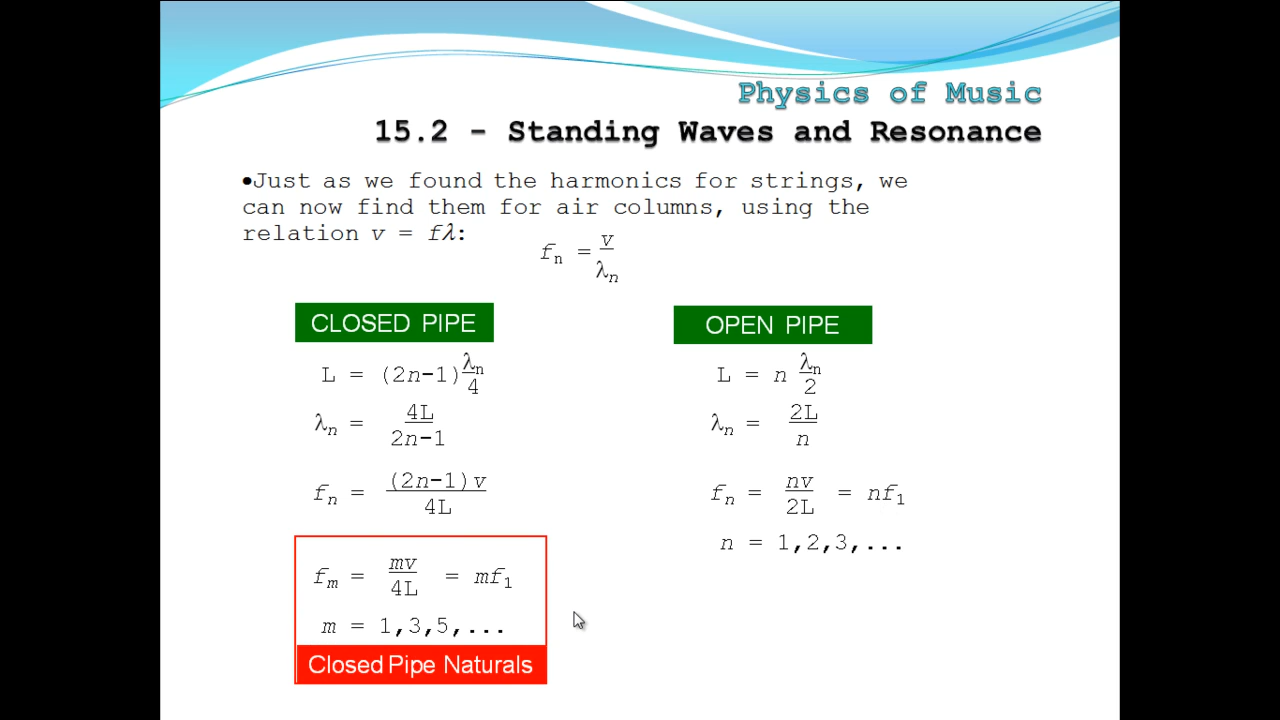 Physics of Music
15.2 - Standing Waves and Resonance
•Just as we found the harmonics for strings, we
can now find them for air columns, using the
relation v = fλ:
fₙ = v/λₙ
CLOSED PIPE
L = (2n-1) λₙ/4
λₙ = 4L/2n-1
fₙ = (2n-1)v/4L
fₘ = mv/4L = mf₁
m = 1,3,5,...
Closed Pipe Naturals
OPEN PIPE
L = n λₙ/2
λₙ = 2L/n
fₙ = nv/2L = nf₁
n = 1,2,3,...